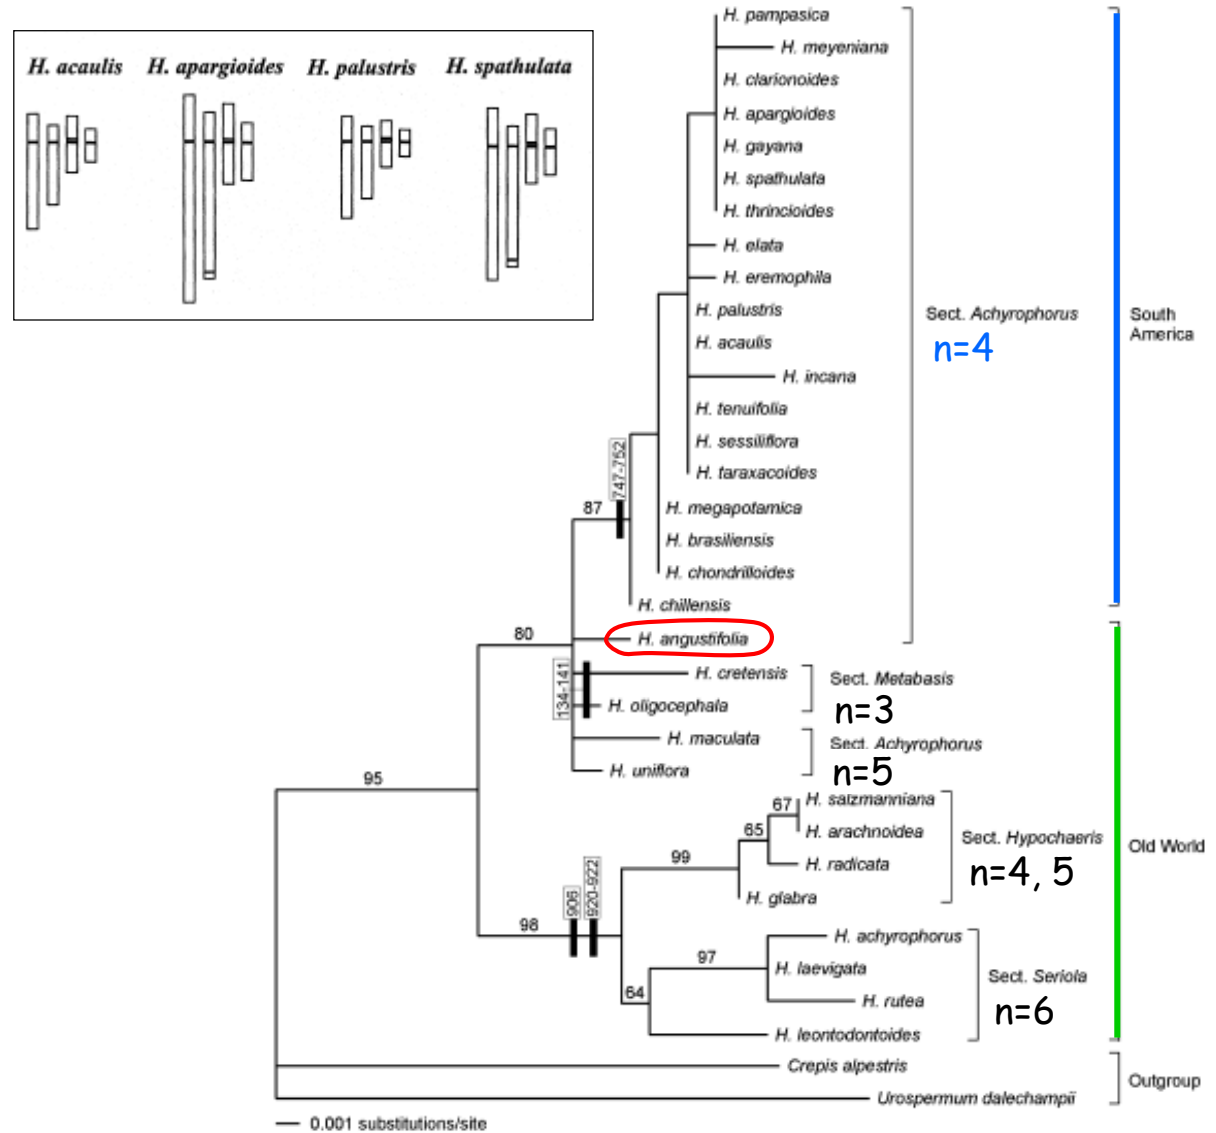 H. acaulis H. apargioides H. palustris H. spathulata
H. pampasica
H. meyeniana
H. clarionoides
H. apargioides
H. gayana
H. spathulata
H. thrincioides
H. elata
H. eremophila
H. palustris
H. acaulis
H. incana
H. tenuifolia
H. sessiliflora
H. taraxacoides
H. megapotamica
H. brasiliensis
H. chondrilloides
H. chillensis
H. angustifolia
H. cretensis
H. oligocephala
H. maculata
H. uniflora
H. salzmanniana
H. arachnoidea
H. radicata
H. glabra
H. achyrophorus
H. laevigata
H. rutea
H. leontodontoides
Crepis alpestris
Urospermum dalechampii
Sect. Achyrophorus
n=4
South
America
Sect. Metabasis
n=3
Sect. Achyrophorus
n=5
Sect. Hypochaeris
n=4, 5
Sect. Seriola
n=6
Old World
Outgroup
747-752
87
80
134-141
95
67
65
99
906
920-922
98
97
64
0.001 substitutions/site